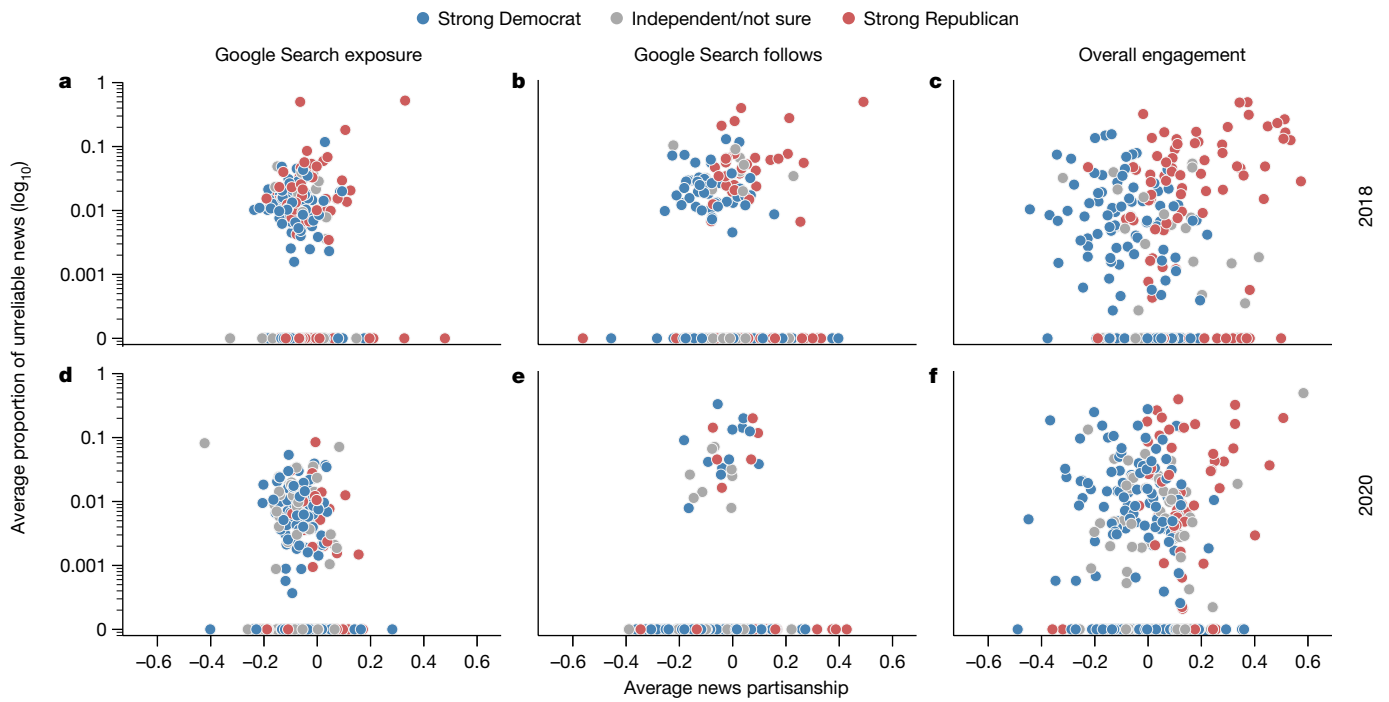 Strong Democrat Independent/not sure Strong Republican
Google Search exposure Google Search follows Overall engagement
a b c
1
0.1
0.01
0.001
0
2018
d e f
1
0.1
0.01
0.001
0
2020
−0.6 −0.4 −0.2 0 0.2 0.4 0.6 −0.6 −0.4 −0.2 0 0.2 0.4 0.6 −0.6 −0.4 −0.2 0 0.2 0.4 0.6
Average news partisanship
Average proportion of unreliable news (log10)